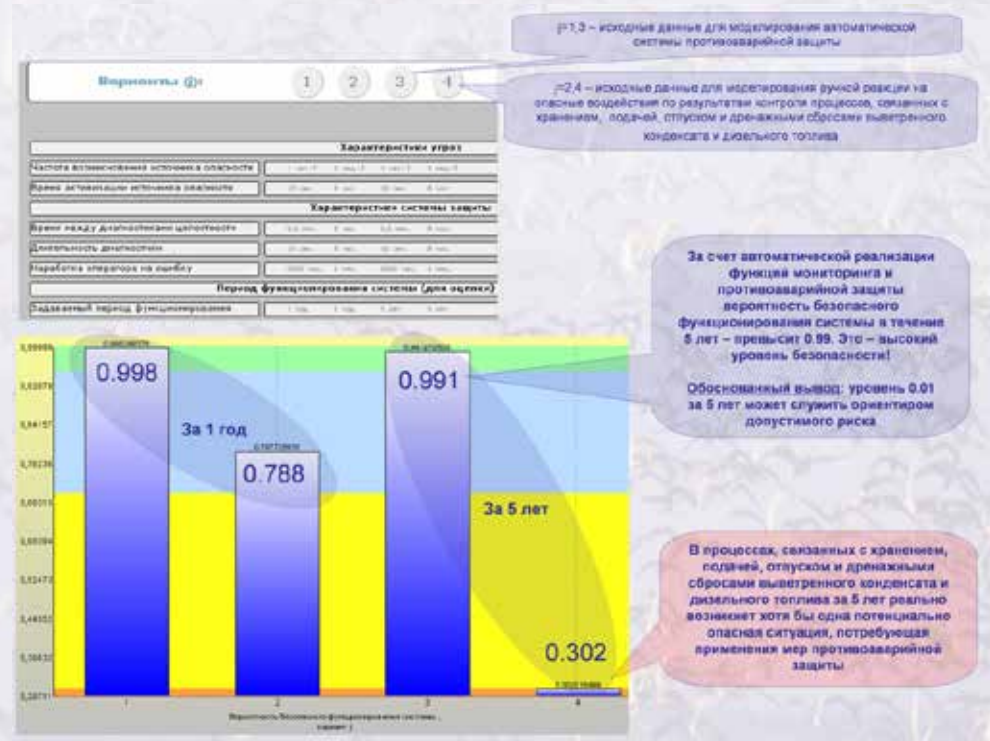 j=1,3 – исходные данные для моделирования автоматической
системы противоаварийной защиты
Варианты (j):
1 2 3 4
j=2,4 – исходные данные для моделирования ручной реакции на
опасные воздействия по результатам контроля процессов, связанных с
хранением, подачей, отпуском и дренажными сбросами выветренного
конденсата и дизельного топлива
Характеристики угроз
Частота возникновения источника опасности
Время активизации источника опасности
Характеристики системы защиты
Время между диагностиками целостности
Длительность диагностики
Наработка оператора на ошибку
Период функционирования системы (для оценки)
Задаваемый период функционирования
За счет автоматической реализации
функций мониторинга и
противоаварийной защиты
вероятность безопасного
функционирования системы в течение
5 лет – превысит 0.99. Это – высокий
уровень безопасности!
Обоснованный вывод: уровень 0.01
за 5 лет может служить ориентиром
допустимого риска
0.998
0.991
За 1 год
0.788
За 5 лет
В процессах, связанных с хранением,
подачей, отпуском и дренажными
сбросами выветренного конденсата и
дизельного топлива за 5 лет реально
возникнет хотя бы одна потенциально
опасная ситуация, потребующая
применения мер противоаварийной
защиты
0.302
1 2 3 4
Вероятность безопасного функционирования системы ,
вариант j